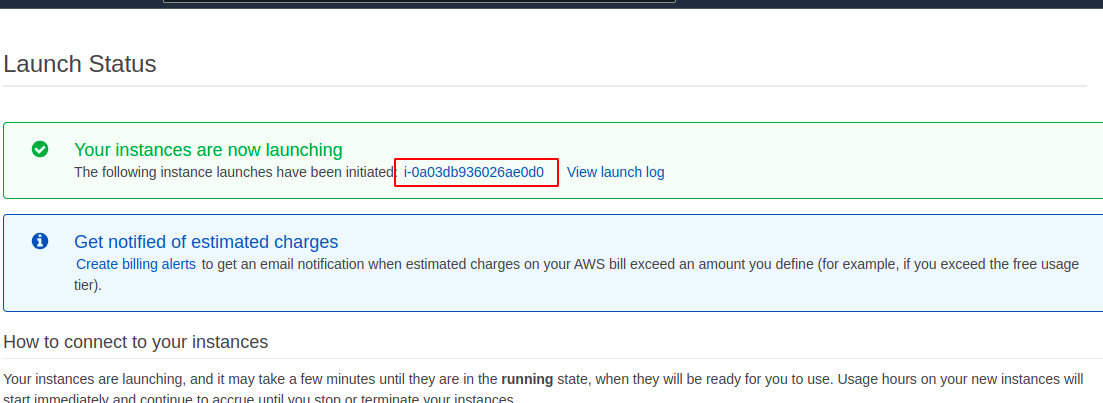 Launch Status
Your instances are now launching
The following instance launches have been initiated: i-0a03db936026ae0d0 View launch log
Get notified of estimated charges
Create billing alerts to get an email notification when estimated charges on your AWS bill exceed an amount you define (for example, if you exceed the free usage
tier).
How to connect to your instances
Your instances are launching, and it may take a few minutes until they are in the running state, when they will be ready for you to use. Usage hours on your new instances will
start immediately and continue to accrue until you stop or terminate your instances.